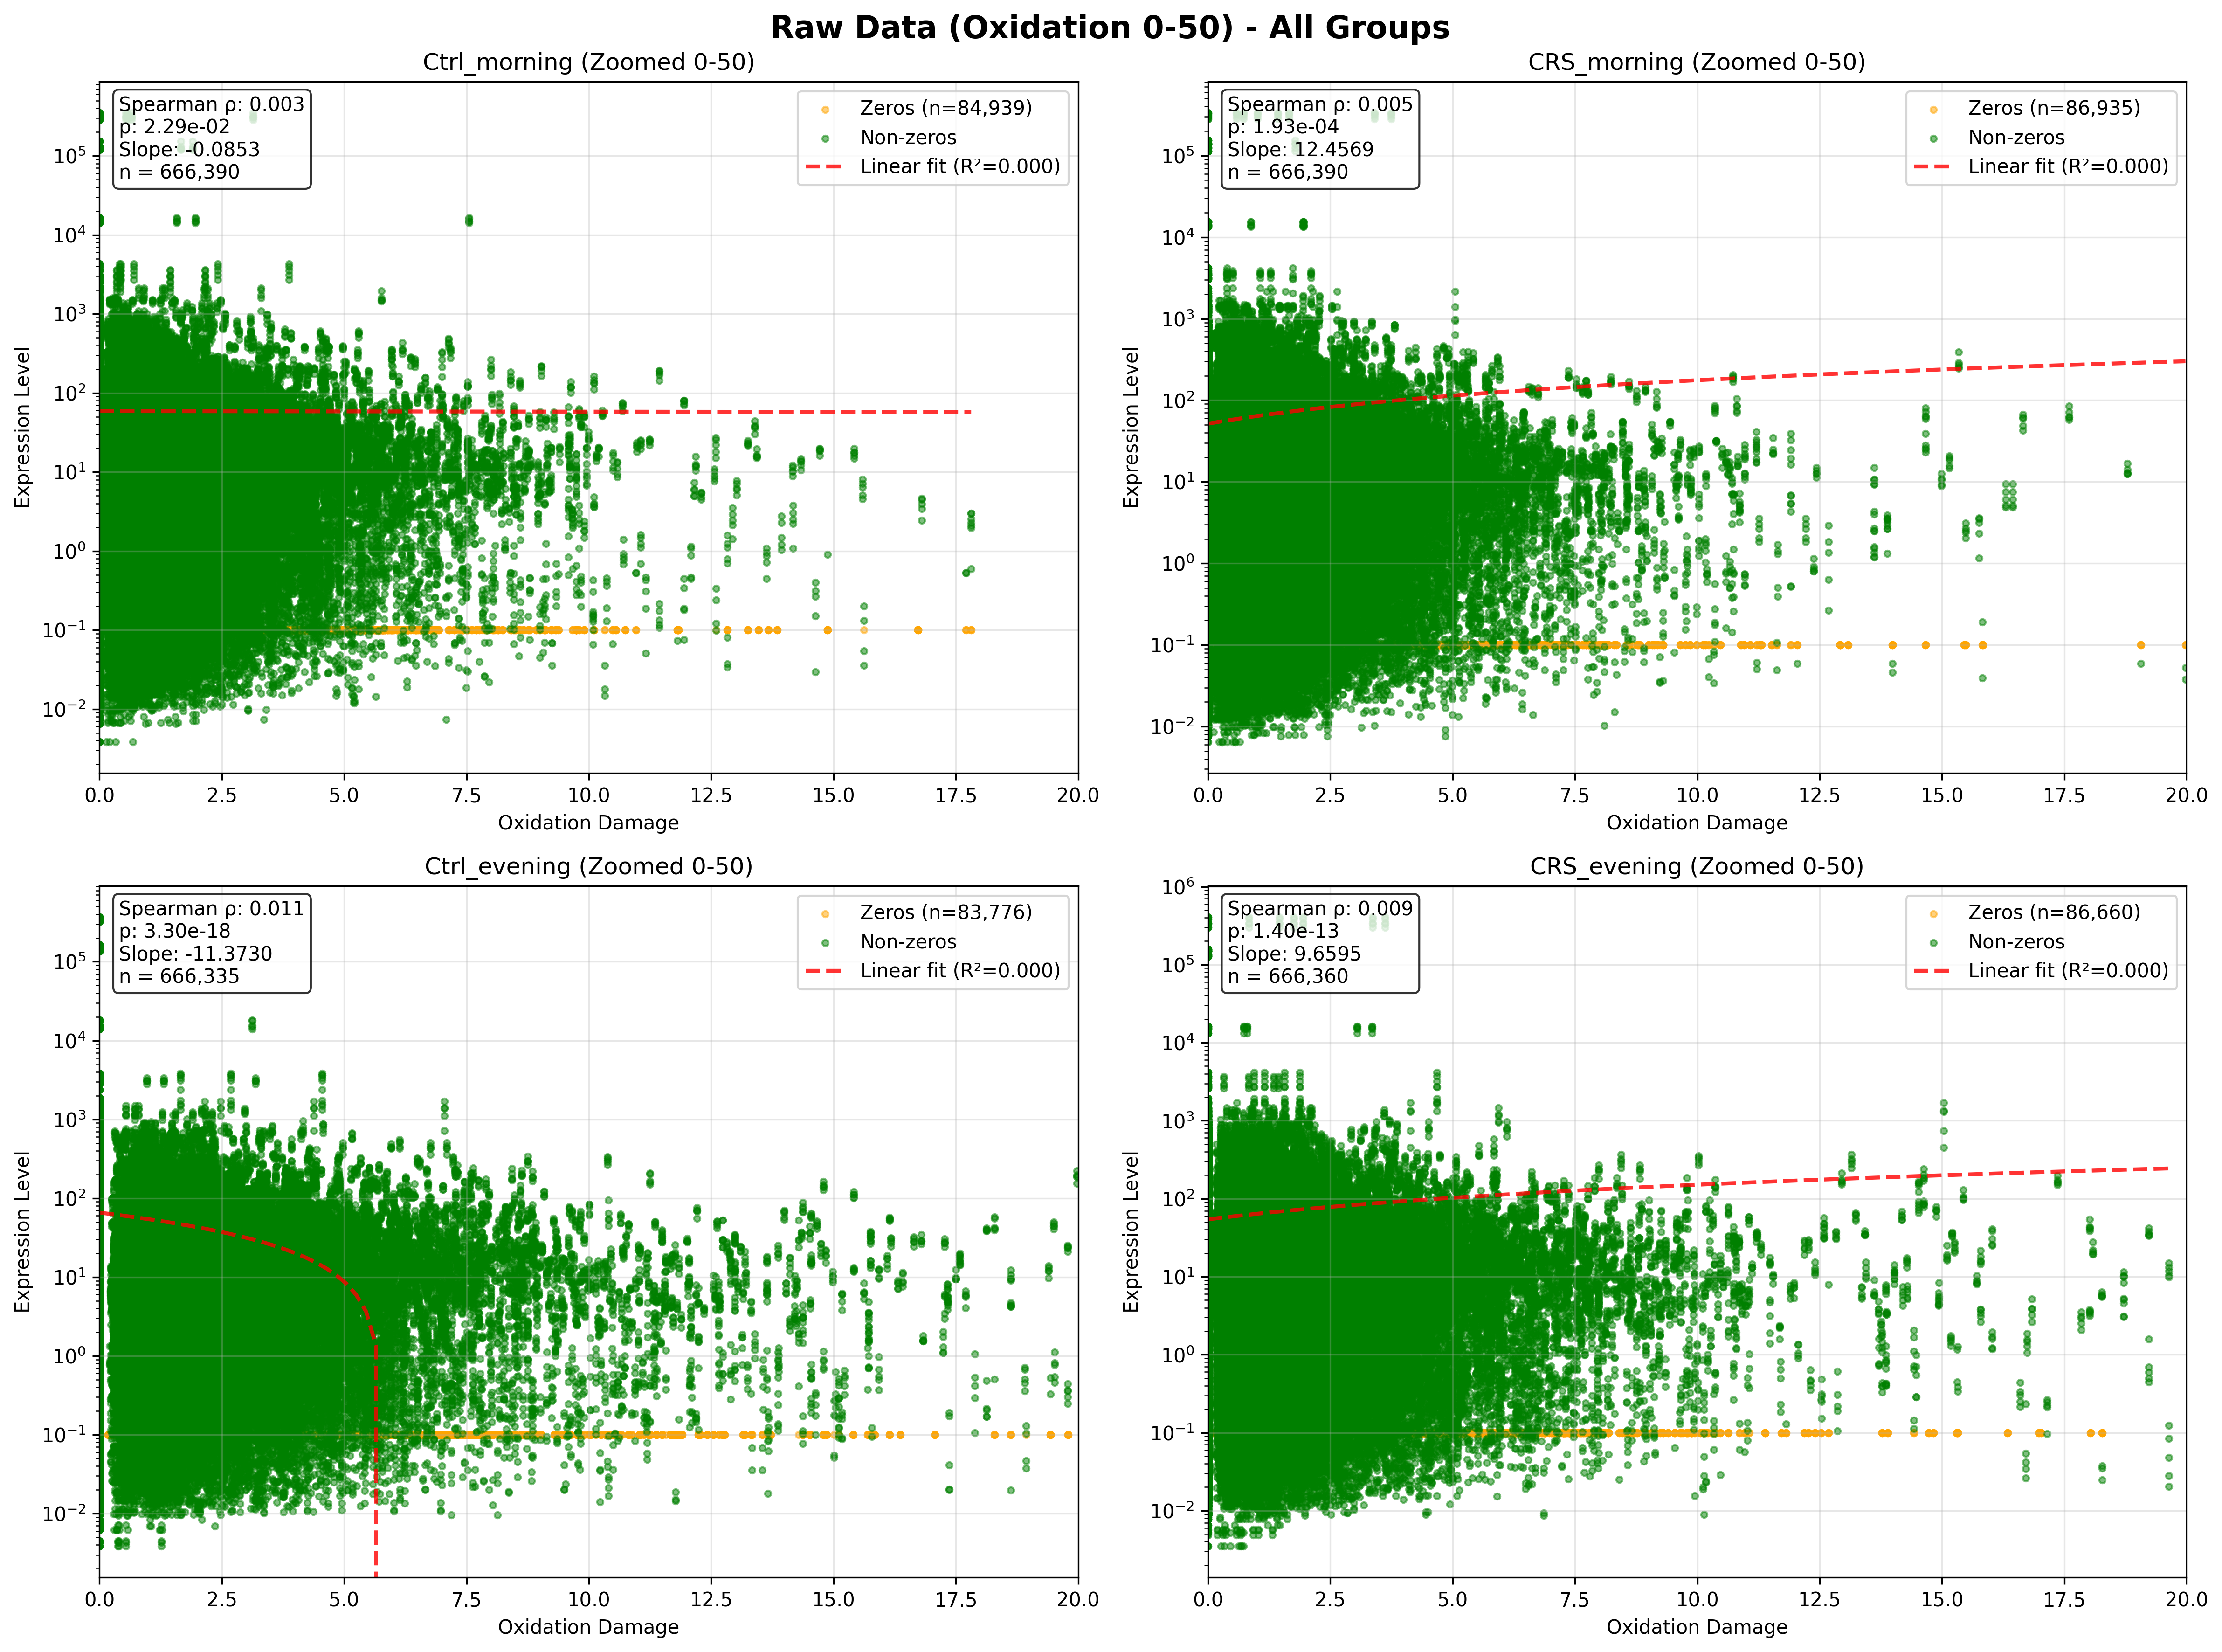 Raw Data (Oxidation 0-50) - All Groups
Ctrl_morning (Zoomed 0-50)
Spearman ρ: 0.003
p: 2.29e-02
Slope: -0.0853
n = 666,390
Zeros (n=84,939)
Non-zeros
Linear fit (R²=0.000)
Expression Level
10⁵
10⁴
10³
10²
10¹
10⁰
10⁻¹
10⁻²
0.0 2.5 5.0 7.5 10.0 12.5 15.0 17.5 20.0
Oxidation Damage
CRS_morning (Zoomed 0-50)
Spearman ρ: 0.005
p: 1.93e-04
Slope: 12.4569
n = 666,390
Zeros (n=86,935)
Non-zeros
Linear fit (R²=0.000)
Expression Level
10⁵
10⁴
10³
10²
10¹
10⁰
10⁻¹
10⁻²
0.0 2.5 5.0 7.5 10.0 12.5 15.0 17.5 20.0
Oxidation Damage
Ctrl_evening (Zoomed 0-50)
Spearman ρ: 0.011
p: 3.30e-18
Slope: -11.3730
n = 666,335
Zeros (n=83,776)
Non-zeros
Linear fit (R²=0.000)
Expression Level
10⁵
10⁴
10³
10²
10¹
10⁰
10⁻¹
10⁻²
0.0 2.5 5.0 7.5 10.0 12.5 15.0 17.5 20.0
Oxidation Damage
CRS_evening (Zoomed 0-50)
Spearman ρ: 0.009
p: 1.40e-13
Slope: 9.6595
n = 666,360
Zeros (n=86,660)
Non-zeros
Linear fit (R²=0.000)
Expression Level
10⁶
10⁵
10⁴
10³
10²
10¹
10⁰
10⁻¹
10⁻²
0.0 2.5 5.0 7.5 10.0 12.5 15.0 17.5 20.0
Oxidation Damage